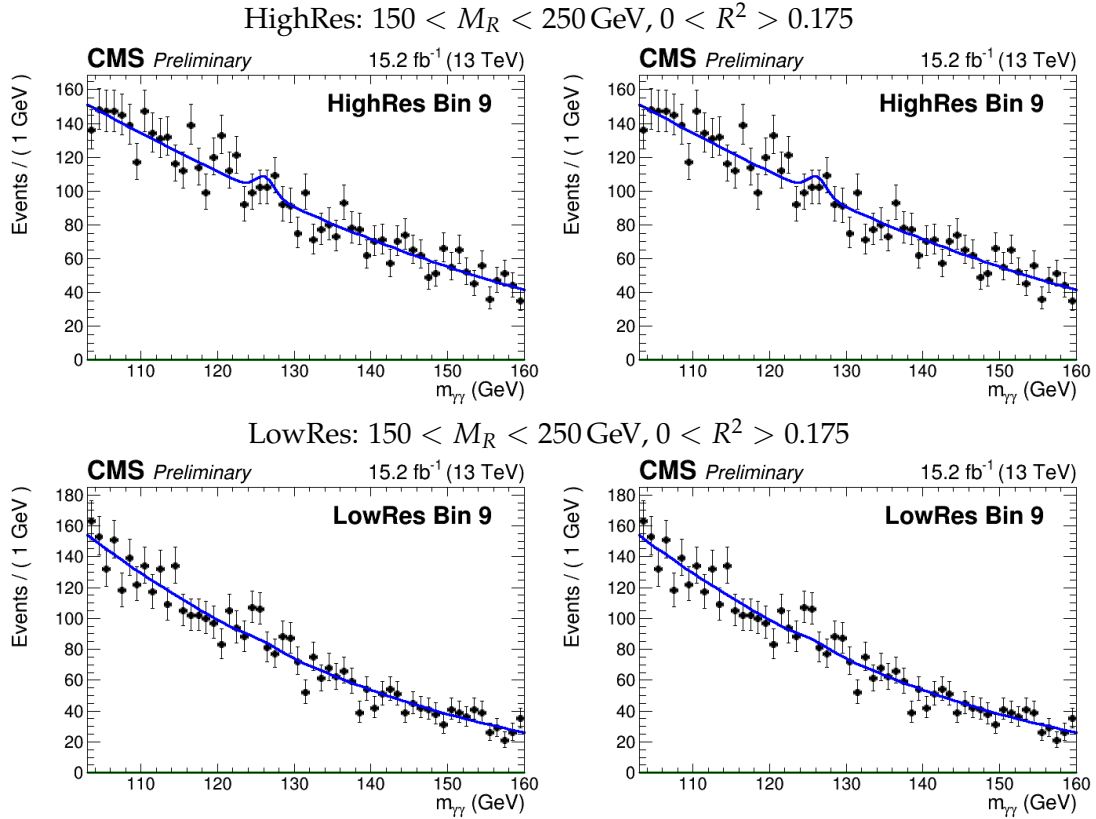 HighRes: 150 < M_R < 250 GeV, 0 < R² > 0.175
CMS Preliminary 15.2 fb⁻¹ (13 TeV)
HighRes Bin 9
Events / ( 1 GeV )
160
140
120
100
80
60
40
20
0
110 120 130 140 150 160
m_γγ (GeV)
CMS Preliminary 15.2 fb⁻¹ (13 TeV)
HighRes Bin 9
Events / ( 1 GeV )
160
140
120
100
80
60
40
20
0
110 120 130 140 150 160
m_γγ (GeV)
LowRes: 150 < M_R < 250 GeV, 0 < R² > 0.175
CMS Preliminary 15.2 fb⁻¹ (13 TeV)
LowRes Bin 9
Events / ( 1 GeV )
180
160
140
120
100
80
60
40
20
0
110 120 130 140 150 160
m_γγ (GeV)
CMS Preliminary 15.2 fb⁻¹ (13 TeV)
LowRes Bin 9
Events / ( 1 GeV )
180
160
140
120
100
80
60
40
20
0
110 120 130 140 150 160
m_γγ (GeV)